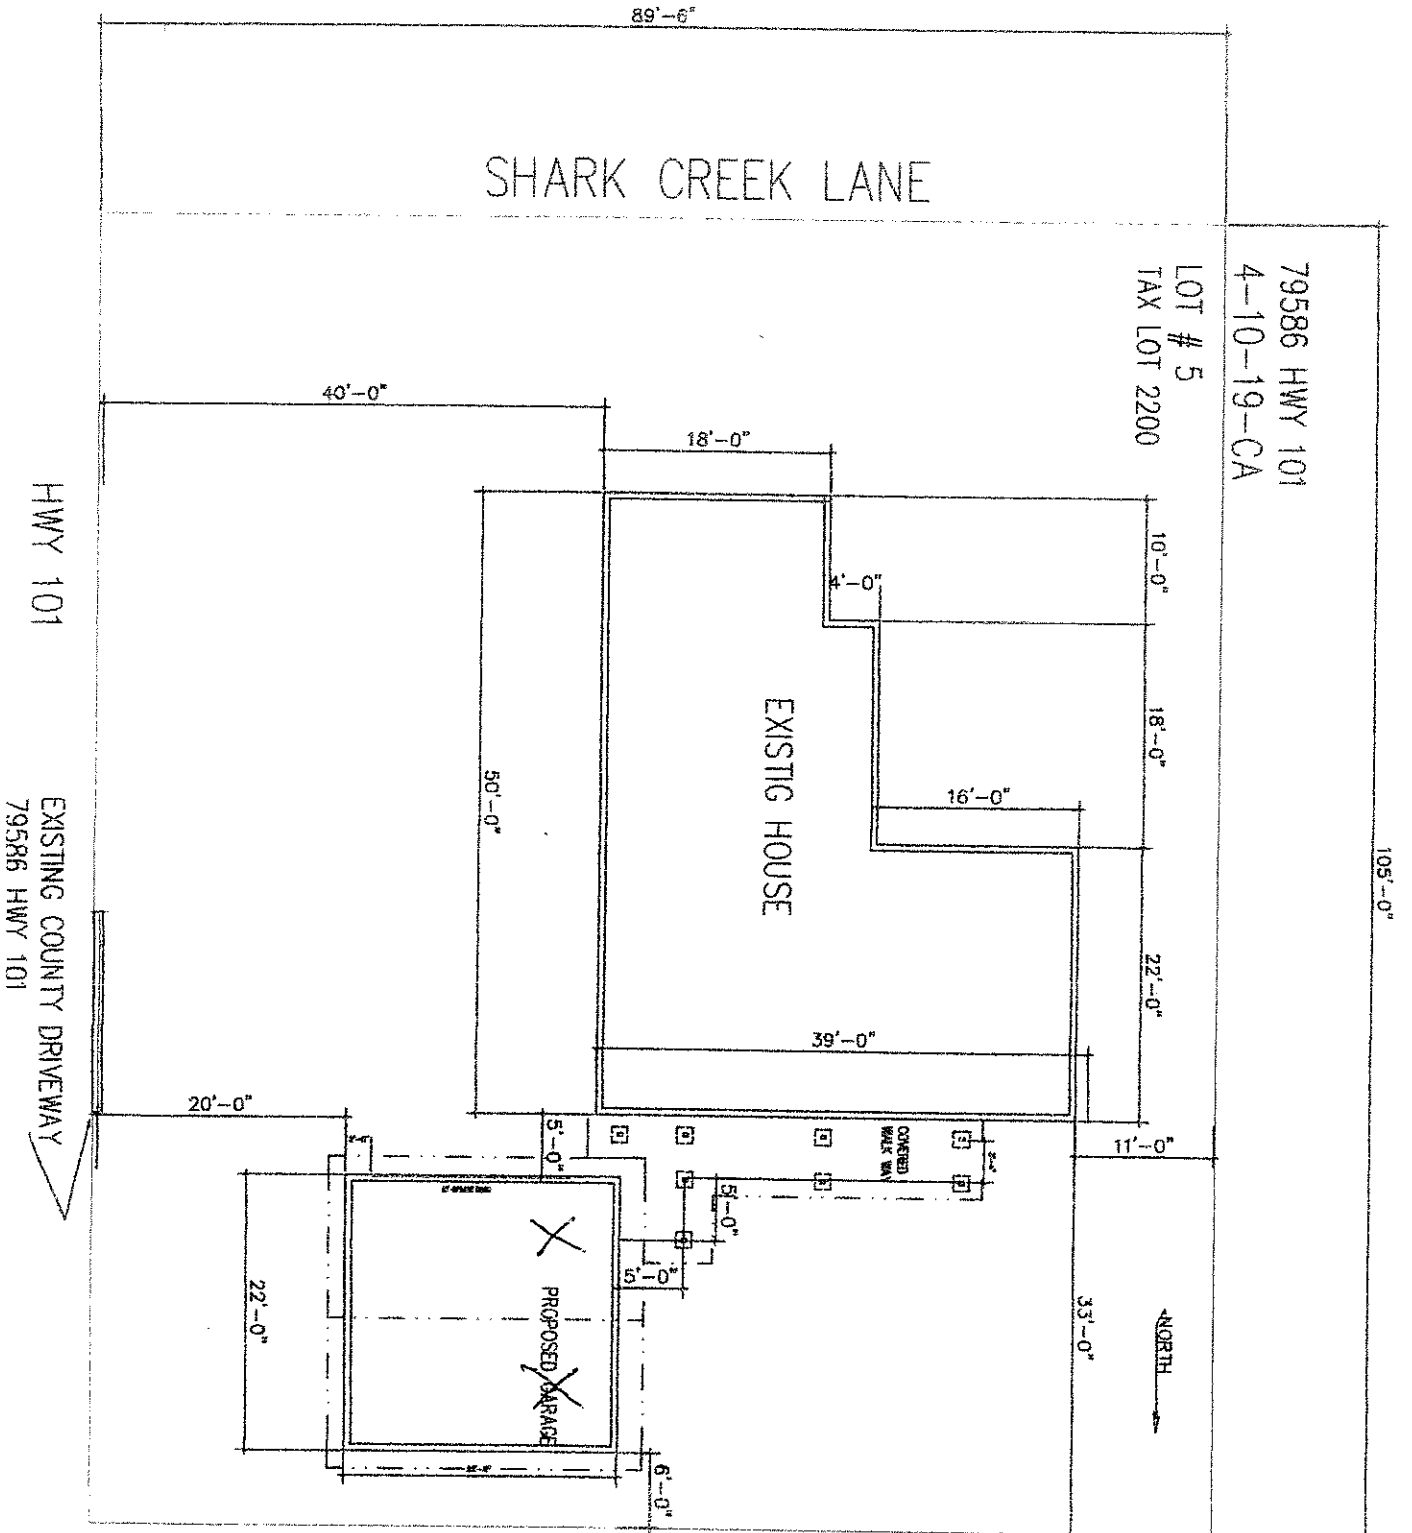 89'-6"
SHARK CREEK LANE
79586 HWY 101
4-10-19-CA
LOT # 5
TAX LOT 2200
40'-0"
18'-0"
10'-0"
4'-0"
18'-0"
16'-0"
105'-0"
HWY 101
EXISTIG HOUSE
50'-0"
22'-0"
39'-0"
EXISTING COUNTY DRIVEWAY
79586 HWY 101
20'-0"
5'-0"
COVERED
WALK WAY
11'-0"
5'-0"
5'-0"
22'-0"
PROPOSED GARAGE
33'-0"
NORTH
6'-0"